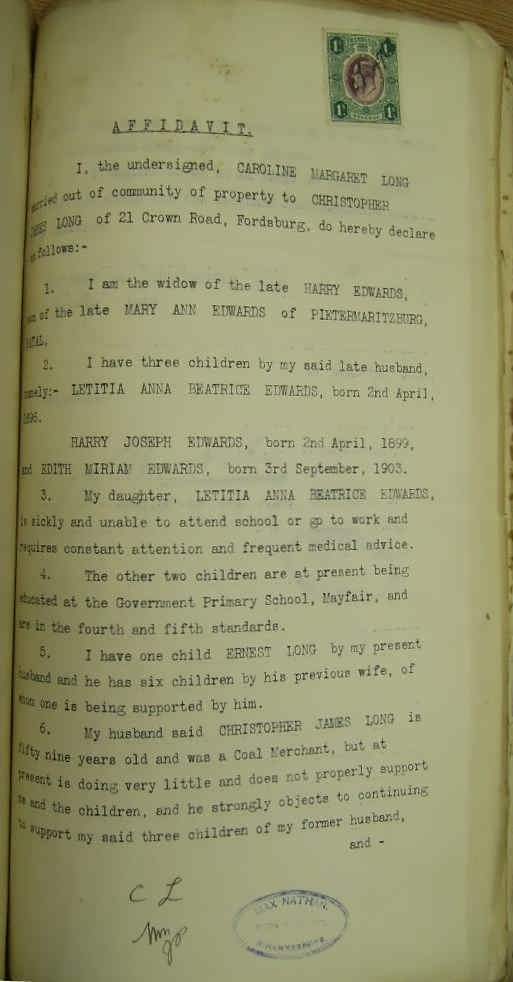 1D 1D
1D 1D
AFFIDAVIT.
I, the undersigned, CAROLINE MARGARET LONG
married out of community of property to CHRISTOPHER
JAMES LONG of 21 Crown Road, Fordsburg, do hereby declare
as follows:-
1. I am the widow of the late HARRY EDWARDS,
son of the late MARY ANN EDWARDS of PIETERMARITZBURG,
NATAL.
2. I have three children by my said late husband,
namely:- LETITIA ANNA BEATRICE EDWARDS, born 2nd April,
1896.
HARRY JOSEPH EDWARDS, born 2nd April, 1899,
and EDITH MIRIAM EDWARDS, born 3rd September, 1903.
3. My daughter, LETITIA ANNA BEATRICE EDWARDS,
is sickly and unable to attend school or go to work and
requires constant attention and frequent medical advice.
4. The other two children are at present being
educated at the Government Primary School, Mayfair, and
are in the fourth and fifth standards.
5. I have one child ERNEST LONG by my present
husband and he has six children by his previous wife, of
whom one is being supported by him.
6. My husband said CHRISTOPHER JAMES LONG is
fifty nine years old and was a Coal Merchant, but at
present is doing very little and does not properly support
me and the children, and he strongly objects to continuing
to support my said three children of my former husband,
and -
C L
MAX NATHAN